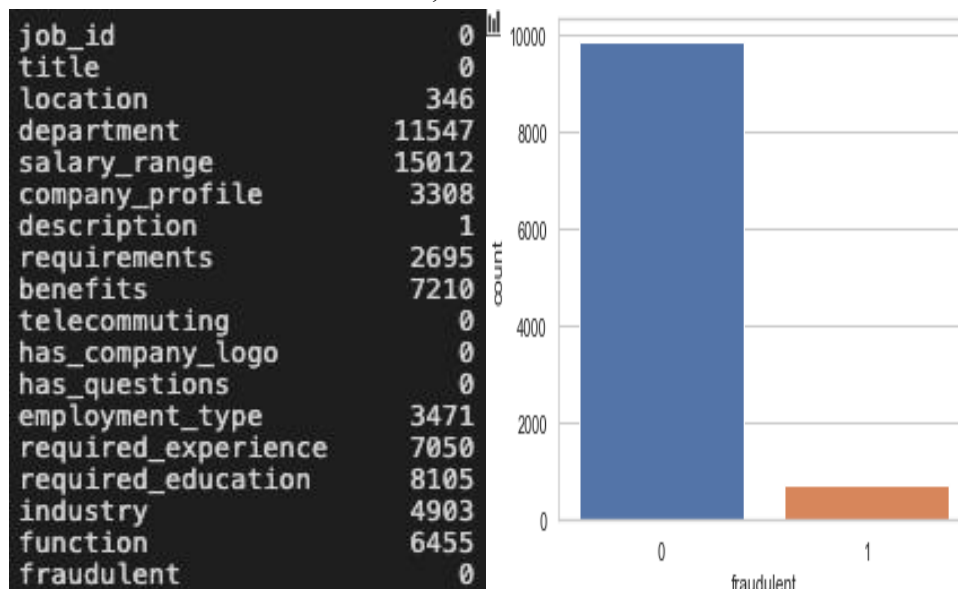 job_id 0
title 0
location 346
department 11547
salary_range 15012
company_profile 3308
description 1
requirements 2695
benefits 7210
telecommuting 0
has_company_logo 0
has_questions 0
employment_type 3471
required_experience 7050
required_education 8105
industry 4903
function 6455
fraudulent 0
10000
8000
6000
4000
2000
0
count
0 1
fraudulent